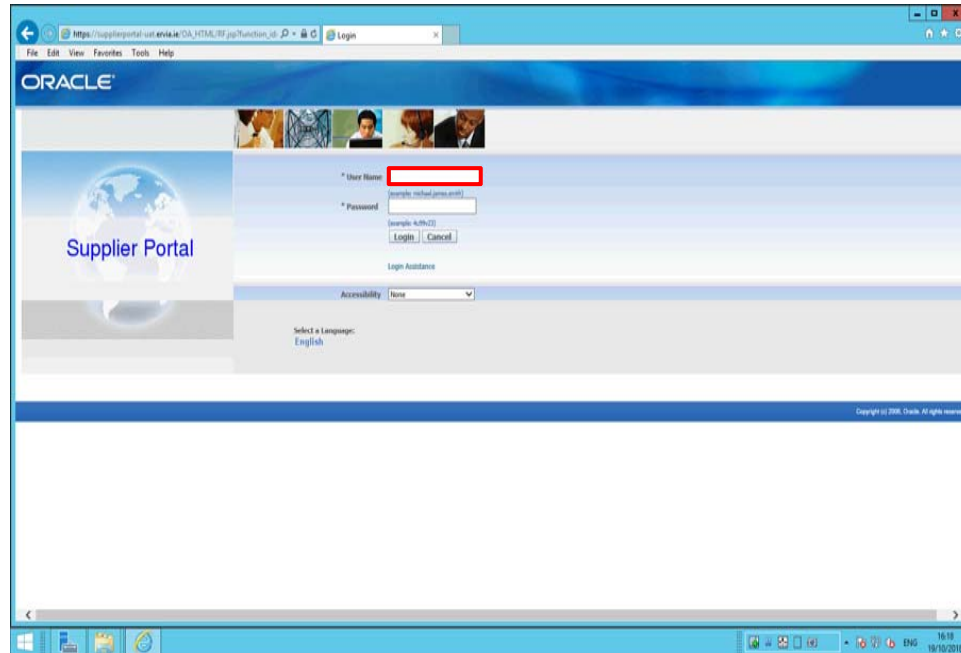 https://supplierportal-uat.ervia.ie/OA_HTML/RF.jsp?function_id
Login
File Edit View Favorites Tools Help
ORACLE
* User Name
[example: michael.james.smith]
* Password
[example: 4u99v23]
Login Cancel
Supplier Portal
Login Assistance
Accessibility None
Select a Language:
English
Copyright (c) 2006, Oracle. All rights
ENG
16:18